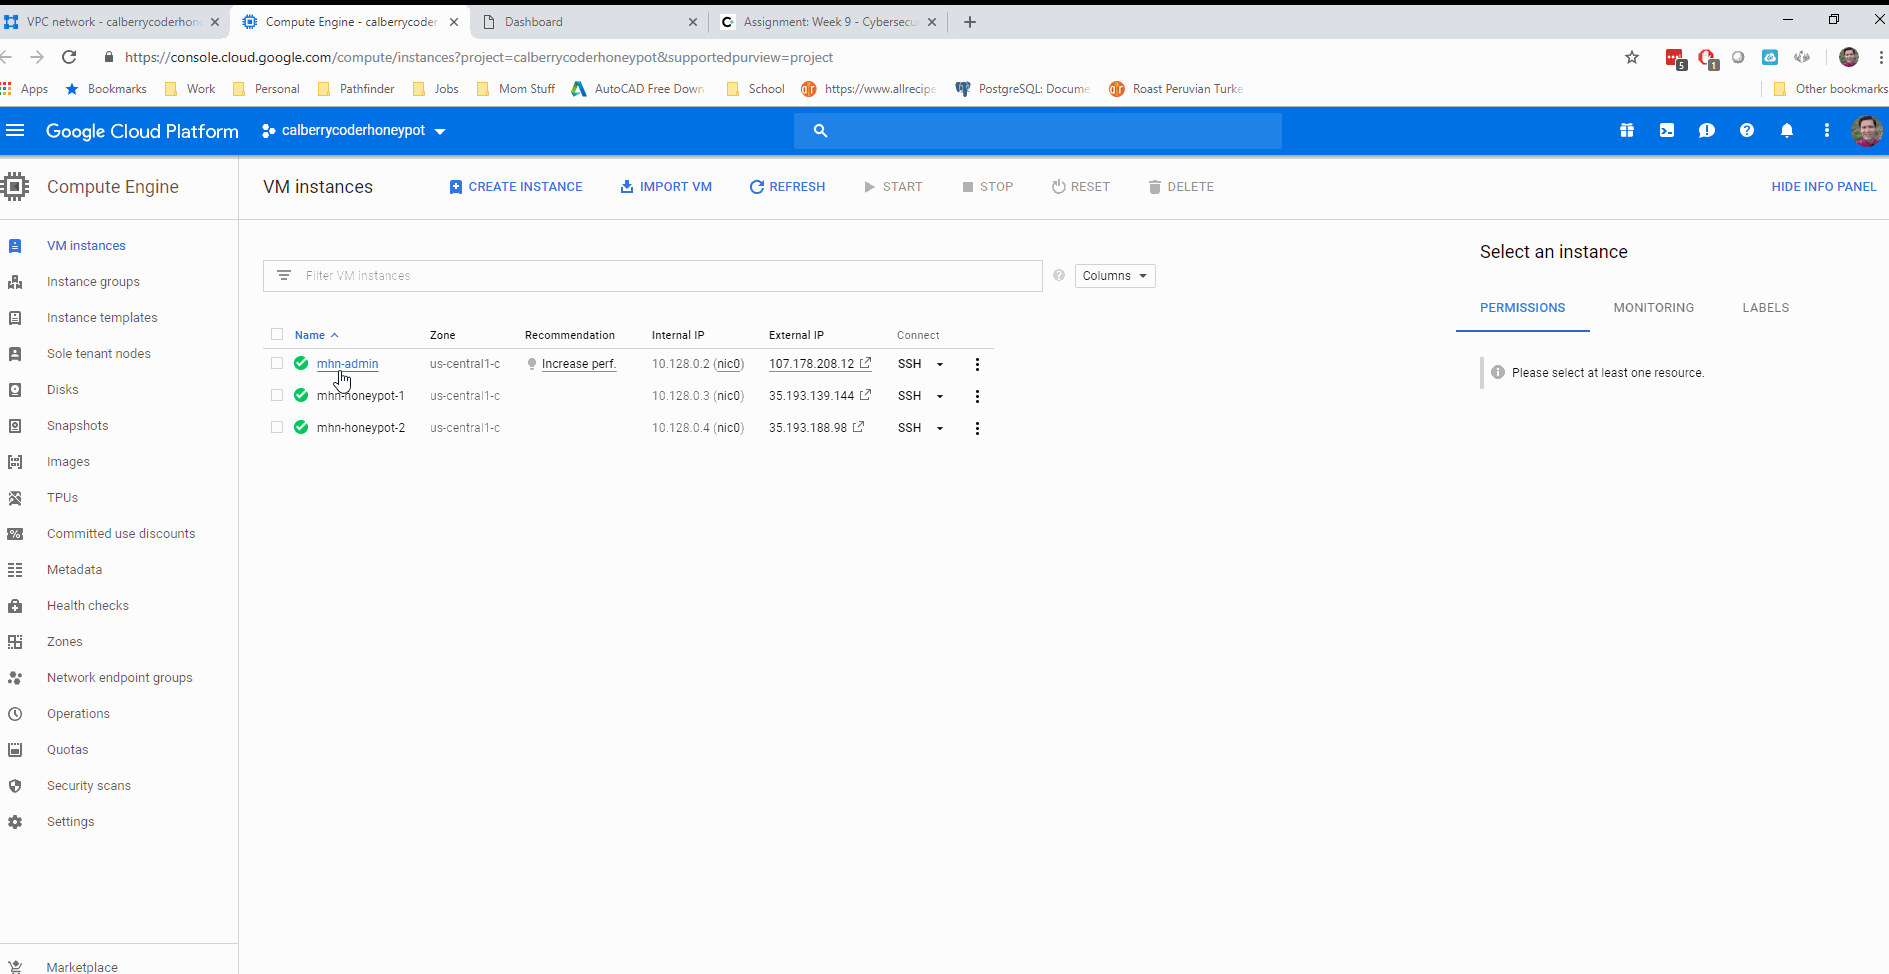 VPC network - calberrycoderhone
Compute Engine - calberrycoder
Dashboard
Assignment: Week 9 - Cybersecu
https://console.cloud.google.com/compute/instances?project=calberrycoderhoneypot&supportedpurview=project
5
1
Apps
Bookmarks
Work
Personal
Pathfinder
Jobs
Mom Stuff
AutoCAD Free Down
School
https://www.allrecipe
PostgreSQL: Docume
Roast Peruvian Turke
Other bookmarks
Google Cloud Platform
calberrycoderhoneypot
Compute Engine
VM instances
CREATE INSTANCE
IMPORT VM
REFRESH
START
STOP
RESET
DELETE
HIDE INFO PANEL
VM instances
Instance groups
Instance templates
Sole tenant nodes
Disks
Snapshots
Images
TPUs
Committed use discounts
Metadata
Health checks
Zones
Network endpoint groups
Operations
Quotas
Security scans
Settings
Marketplace
Filter VM instances
Columns
Name Zone Recommendation Internal IP External IP Connect
mhn-admin us-central1-c Increase perf. 10.128.0.2 (nic0) 107.178.208.12 SSH
mhn-honeypot-1 us-central1-c 10.128.0.3 (nic0) 35.193.139.144 SSH
mhn-honeypot-2 us-central1-c 10.128.0.4 (nic0) 35.193.188.98 SSH
Select an instance
PERMISSIONS
MONITORING
LABELS
Please select at least one resource.